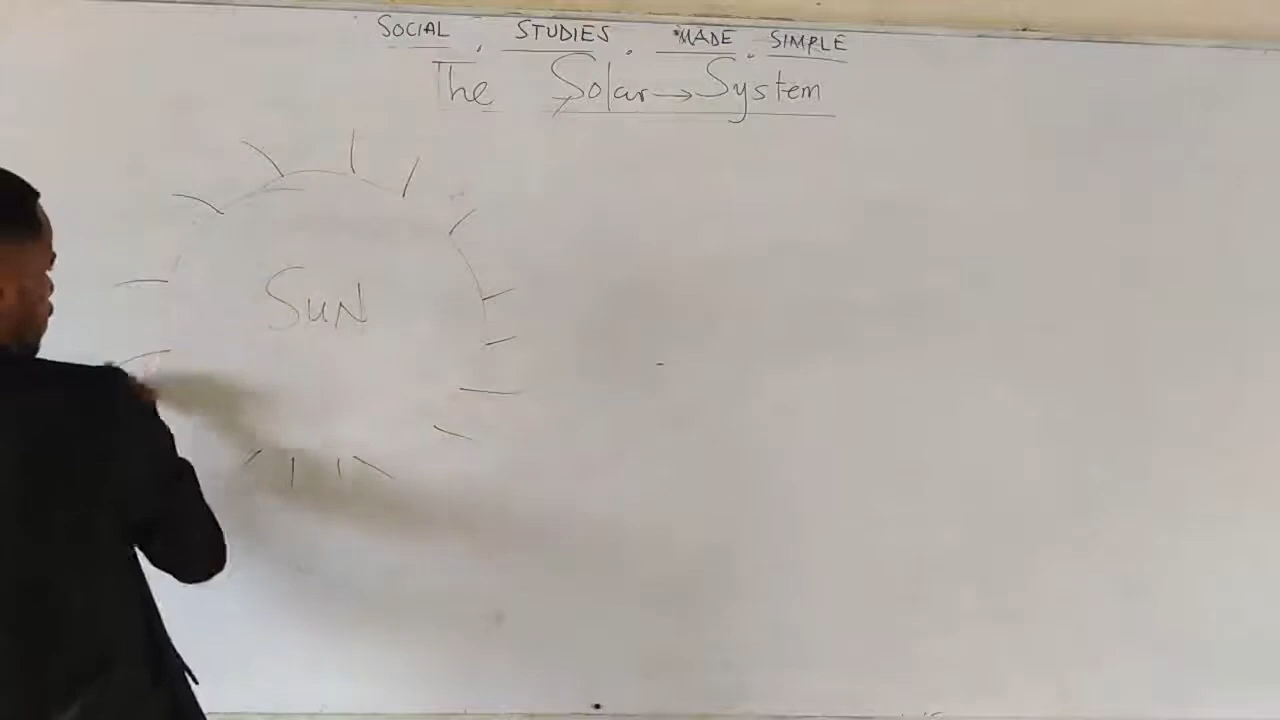 SOCIAL . STUDIES . MADE . SIMPLE
The Solar → System
SUN